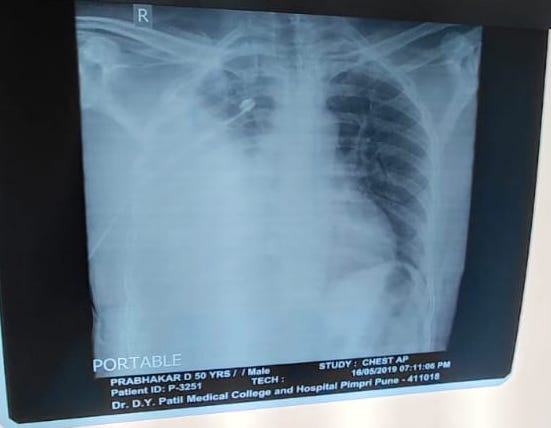 R
PORTABLE
PRABHAKAR D 50 YRS / / Male
STUDY : CHEST AP
Patient ID: P-3251
TECH :
16/05/2019 07:11:06 PM
Dr. D.Y. Patil Medical College and Hospital Pimpri Pune - 411018